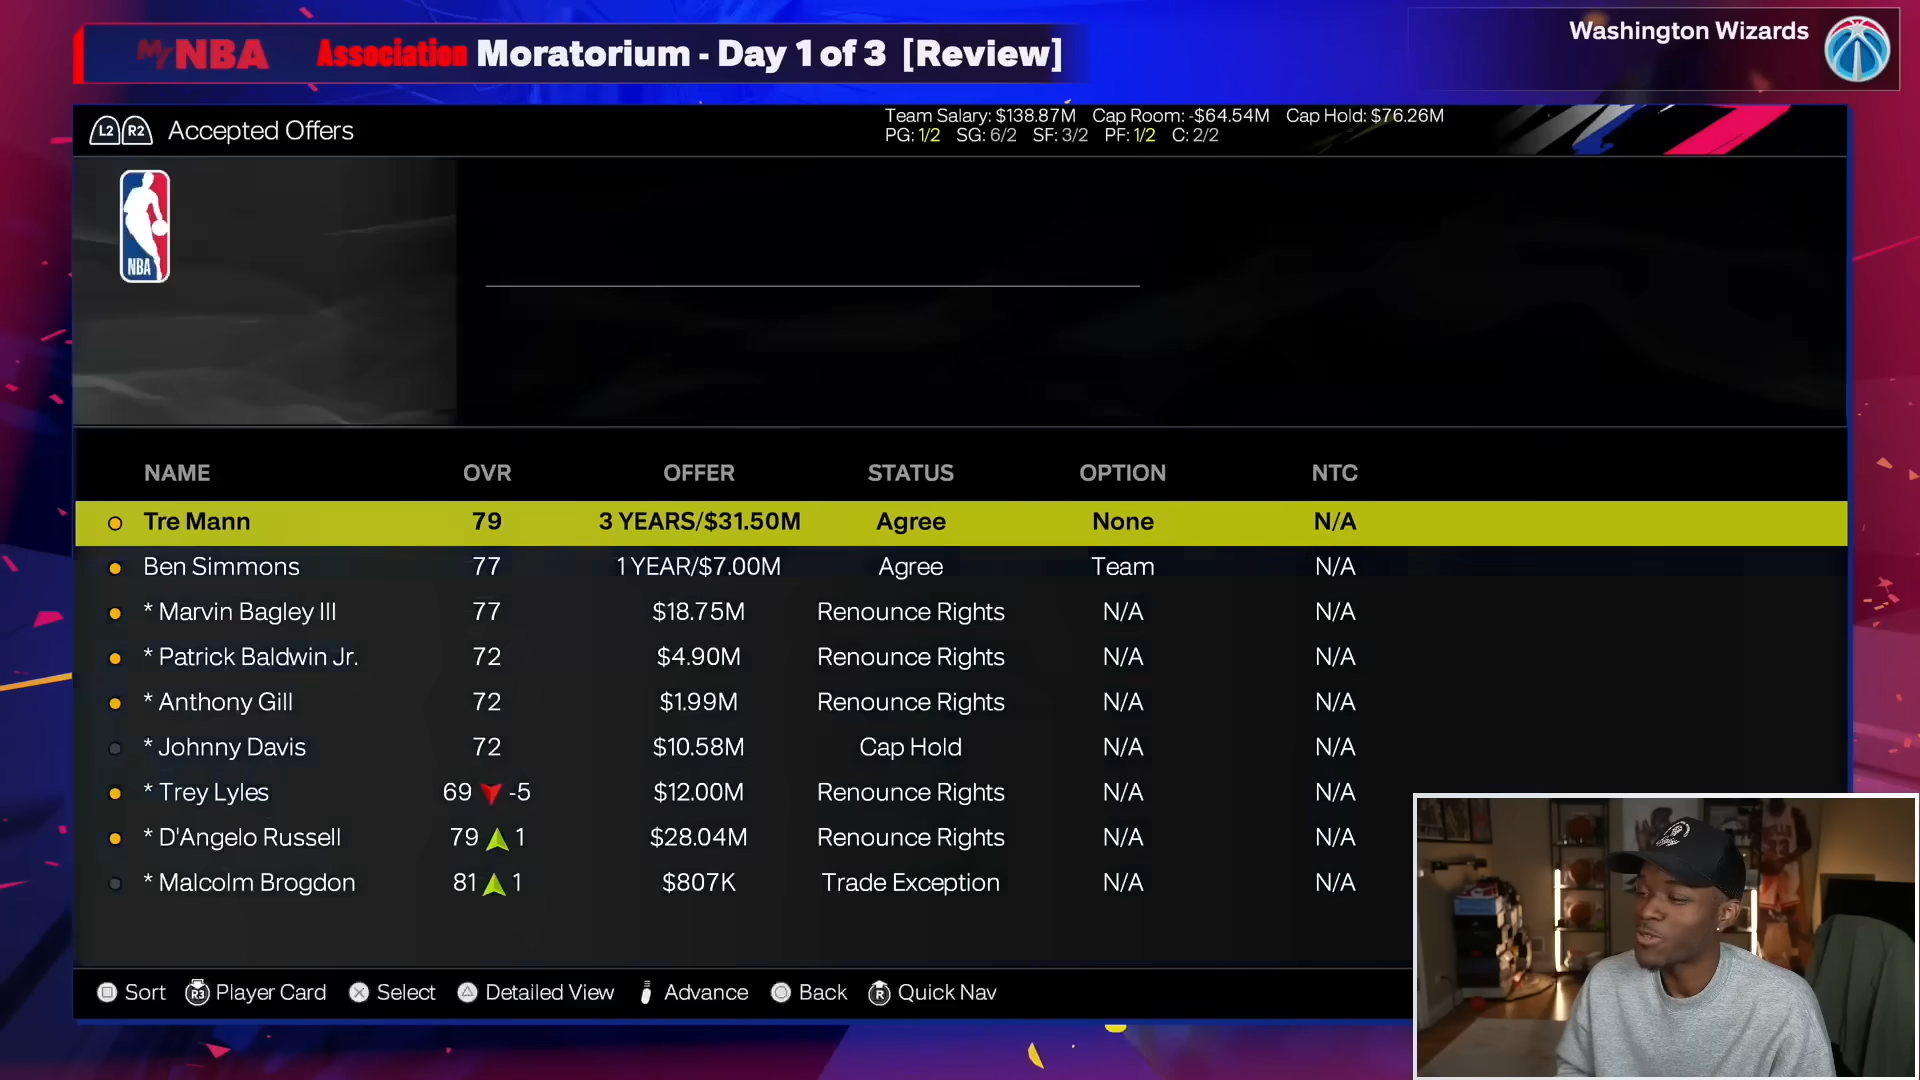 MyNBA Association Moratorium - Day 1 of 3 [Review]
Washington Wizards
L2 R2 Accepted Offers
Team Salary: $138.87M Cap Room: -$64.54M Cap Hold: $76.26M
PG: 1/2 SG: 6/2 SF: 3/2 PF: 1/2 C: 2/2
NBA
NAME OVR OFFER STATUS OPTION NTC
Tre Mann 79 3 YEARS/$31.50M Agree None N/A
Ben Simmons 77 1 YEAR/$7.00M Agree Team N/A
* Marvin Bagley III 77 $18.75M Renounce Rights N/A N/A
* Patrick Baldwin Jr. 72 $4.90M Renounce Rights N/A N/A
* Anthony Gill 72 $1.99M Renounce Rights N/A N/A
* Johnny Davis 72 $10.58M Cap Hold N/A N/A
* Trey Lyles 69 -5 $12.00M Renounce Rights N/A N/A
* D'Angelo Russell 79 1 $28.04M Renounce Rights N/A N/A
* Malcolm Brogdon 81 1 $807K Trade Exception N/A N/A
Sort R3 Player Card Select Detailed View Advance Back R Quick Nav